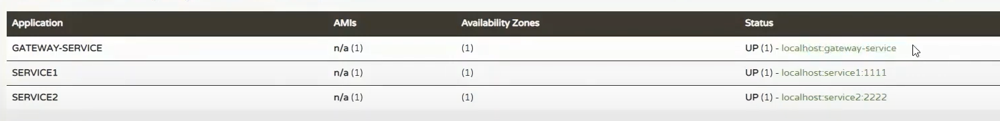 Application AMIs Availability Zones Status
GATEWAY-SERVICE n/a (1) (1) UP (1) - localhost:gateway-service
SERVICE1 n/a (1) (1) UP (1) - localhost:service1:1111
SERVICE2 n/a (1) (1) UP (1) - localhost:service2:2222